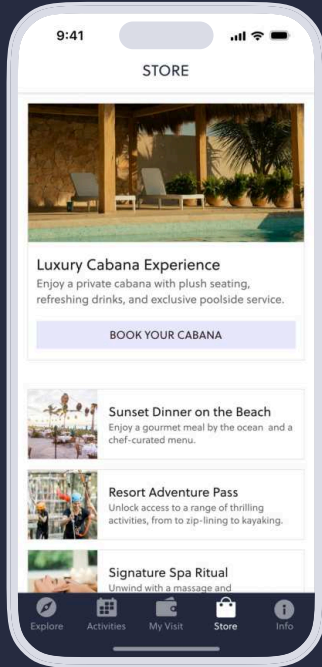 9:41
STORE
Luxury Cabana Experience
Enjoy a private cabana with plush seating,
refreshing drinks, and exclusive poolside service.
BOOK YOUR CABANA
Sunset Dinner on the Beach
Enjoy a gourmet meal by the ocean and a
chef-curated menu.
Resort Adventure Pass
Unlock access to a range of thrilling
activities, from to zip-lining to kayaking.
Signature Spa Ritual
Unwind with a massage and
Explore
Activities
My Visit
Store
Info